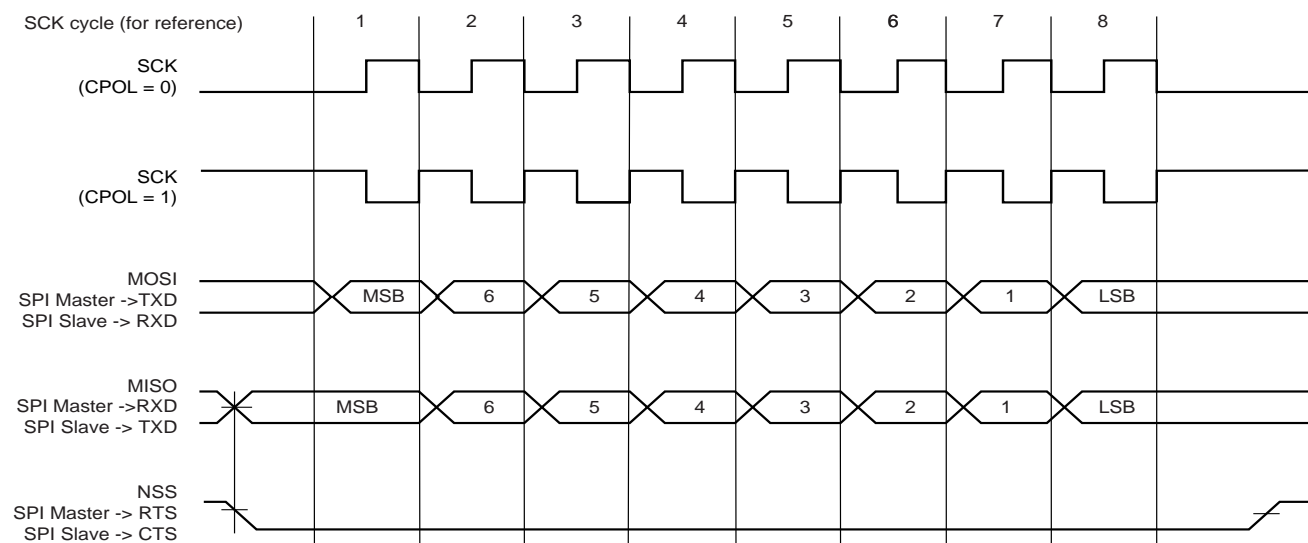 SCK cycle (for reference) 1 2 3 4 5 6 7 8
SCK
(CPOL = 0)
SCK
(CPOL = 1)
MOSI
SPI Master ->TXD
SPI Slave -> RXD
MSB 6 5 4 3 2 1 LSB
MISO
SPI Master ->RXD
SPI Slave -> TXD
MSB 6 5 4 3 2 1 LSB
NSS
SPI Master -> RTS
SPI Slave -> CTS